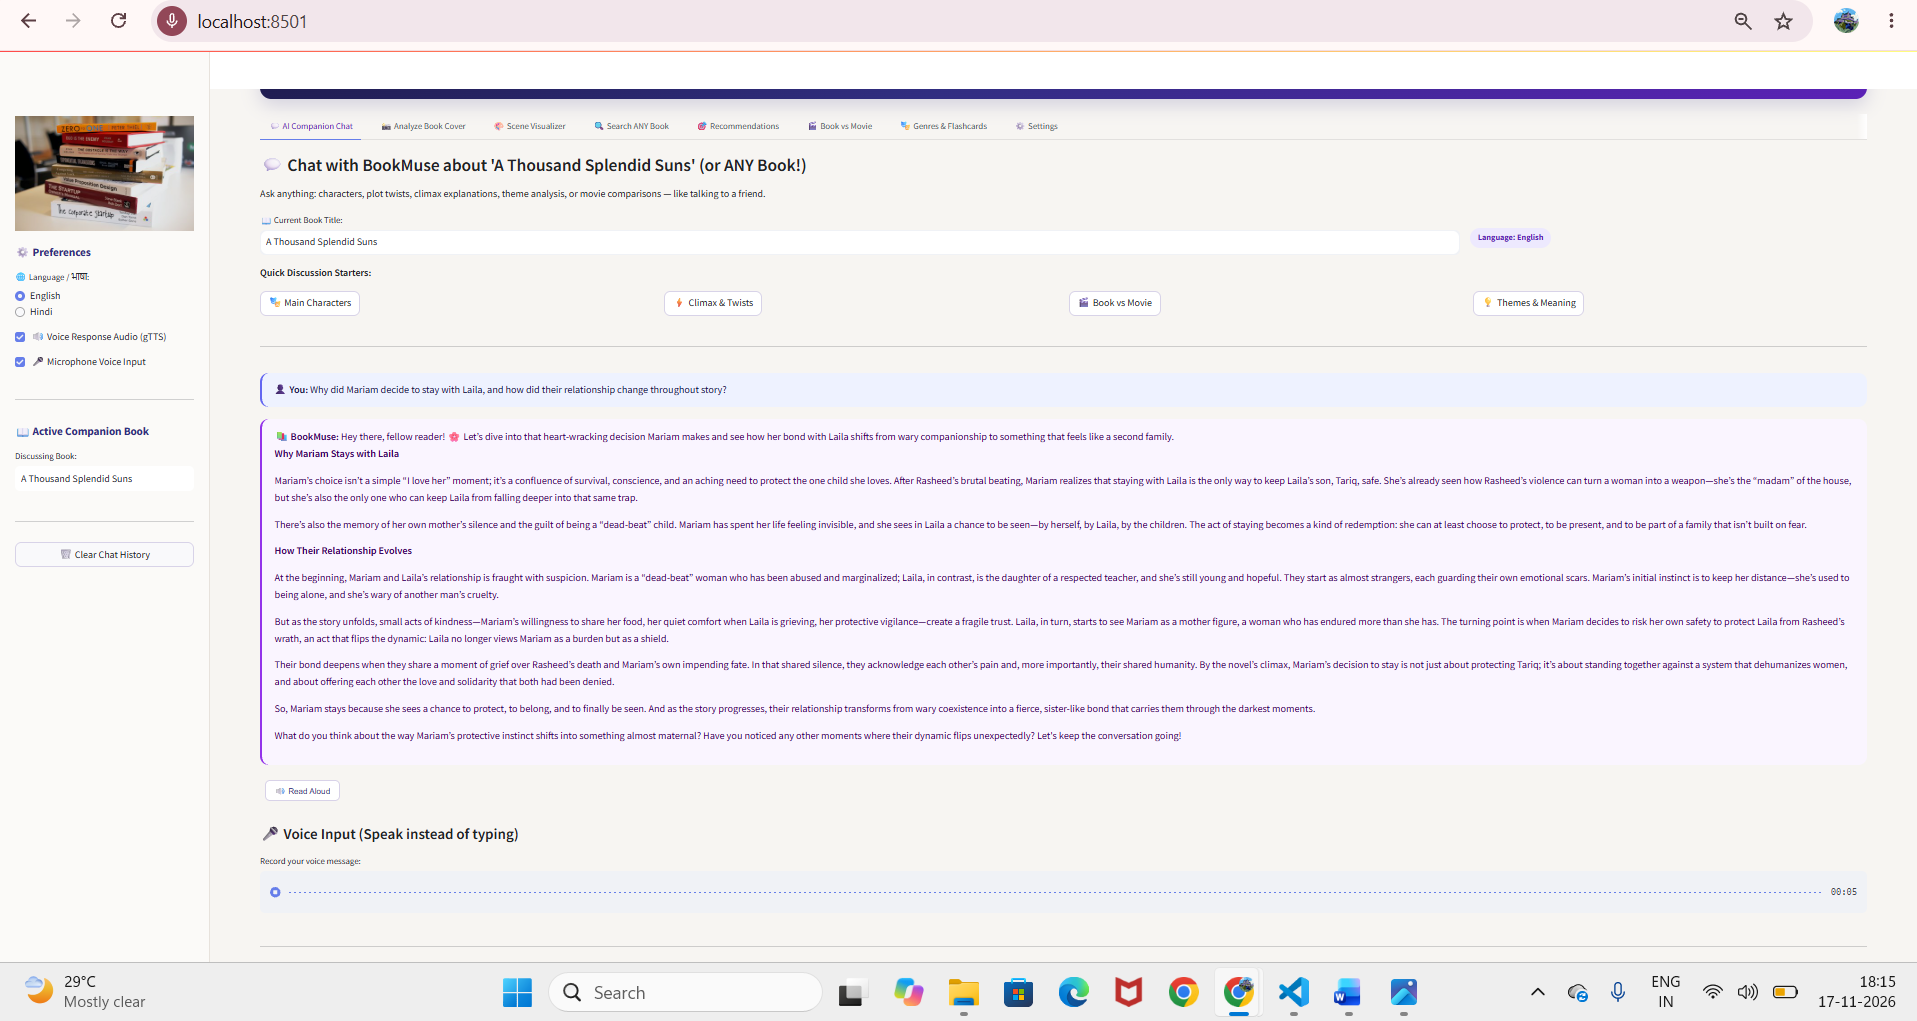 localhost:8501
ZERO
THE STARTUP
The corporate startup
Preferences
Language / भाषा:
English
Hindi
Voice Response Audio (gTTS)
Microphone Voice Input
Active Companion Book
Discussing Book:
A Thousand Splendid Suns
Clear Chat History
AI Companion Chat
Analyze Book Cover
Scene Visualizer
Search ANY Book
Recommendations
Book vs Movie
Genres & Flashcards
Settings
Chat with BookMuse about 'A Thousand Splendid Suns' (or ANY Book!)
Ask anything: characters, plot twists, climax explanations, theme analysis, or movie comparisons — like talking to a friend.
Current Book Title:
A Thousand Splendid Suns
Language: English
Quick Discussion Starters:
Main Characters
Climax & Twists
Book vs Movie
Themes & Meaning
You: Why did Mariam decide to stay with Laila, and how did their relationship change throughout story?
BookMuse: Hey there, fellow reader! 🌸 Let's dive into that heart-wracking decision Mariam makes and see how her bond with Laila shifts from wary companionship to something that feels like a second family.
Why Mariam Stays with Laila
Mariam's choice isn't a simple “I love her” moment; it's a confluence of survival, conscience, and an aching need to protect the one child she loves. After Rasheed's brutal beating, Mariam realizes that staying with Laila is the only way to keep Laila's son, Tariq, safe. She's already seen how Rasheed's violence can turn a woman into a weapon—she's the “madam” of the house,
but she's also the only one who can keep Laila from falling deeper into that same trap.
There's also the memory of her own mother's silence and the guilt of being a “dead-beat” child. Mariam has spent her life feeling invisible, and she sees in Laila a chance to be seen—by herself, by Laila, by the children. The act of staying becomes a kind of redemption: she can at least choose to protect, to be present, and to be part of a family that isn't built on fear.
How Their Relationship Evolves
At the beginning, Mariam and Laila's relationship is fraught with suspicion. Mariam is a “dead-beat” woman who has been abused and marginalized; Laila, in contrast, is the daughter of a respected teacher, and she's still young and hopeful. They start as almost strangers, each guarding their own emotional scars. Mariam's initial instinct is to keep her distance—she's used to
being alone, and she's wary of another man's cruelty.
But as the story unfolds, small acts of kindness—Mariam's willingness to share her food, her quiet comfort when Laila is grieving, her protective vigilance—create a fragile trust. Laila, in turn, starts to see Mariam as a mother figure, a woman who has endured more than she has. The turning point is when Mariam decides to risk her own safety to protect Laila from Rasheed's
wrath, an act that flips the dynamic: Laila no longer views Mariam as a burden but as a shield.
Their bond deepens when they share a moment of grief over Rasheed's death and Mariam's own impending fate. In that shared silence, they acknowledge each other's pain and, more importantly, their shared humanity. By the novel's climax, Mariam's decision to stay is not just about protecting Tariq; it's about standing together against a system that dehumanizes women,
and about offering each other the love and solidarity that both had been denied.
So, Mariam stays because she sees a chance to protect, to belong, and to finally be seen. And as the story progresses, their relationship transforms from wary coexistence into a fierce, sister-like bond that carries them through the darkest moments.
What do you think about the way Mariam's protective instinct shifts into something almost maternal? Have you noticed any other moments where their dynamic flips unexpectedly? Let's keep the conversation going!
Read Aloud
Voice Input (Speak instead of typing)
Record your voice message:
00:05
29°C
Mostly clear
Search
ENG
IN
18:15
17-11-2026